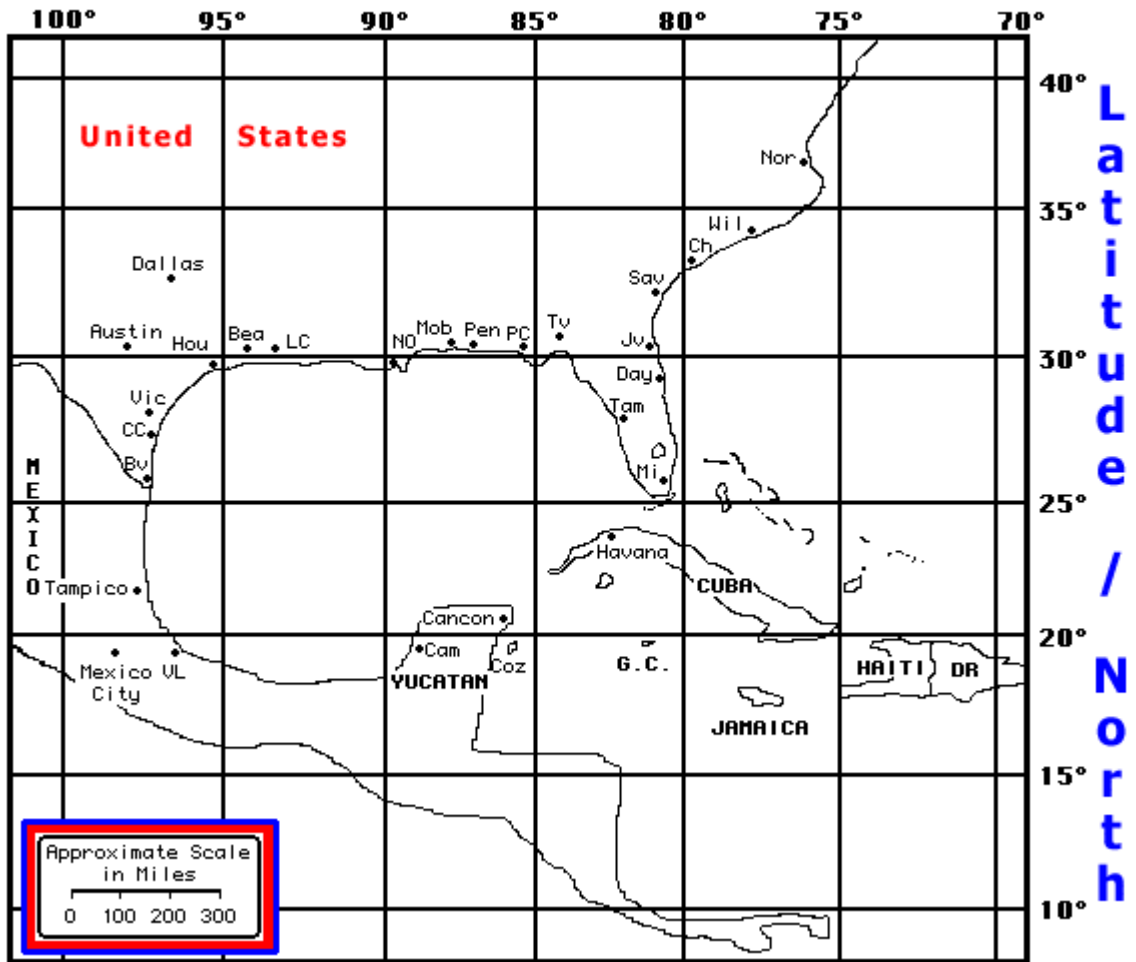 100° 95° 90° 85° 80° 75° 70°
40°
United States
Nor
35°
Wil
Ch
Dallas
Sav
Austin Hou Bea LC NO Mob Pen PC Tv Jv
30°
Day
Vic
Tam
CC
Bv
Mi
25°
MEXICO
Havana
Tampico
CUBA
Cancon
20°
Cam
Coz
G.C.
HAITI DR
Mexico VL
City
YUCATAN
JAMAICA
15°
Approximate Scale
in Miles
0 100 200 300
10°
Latitude / North